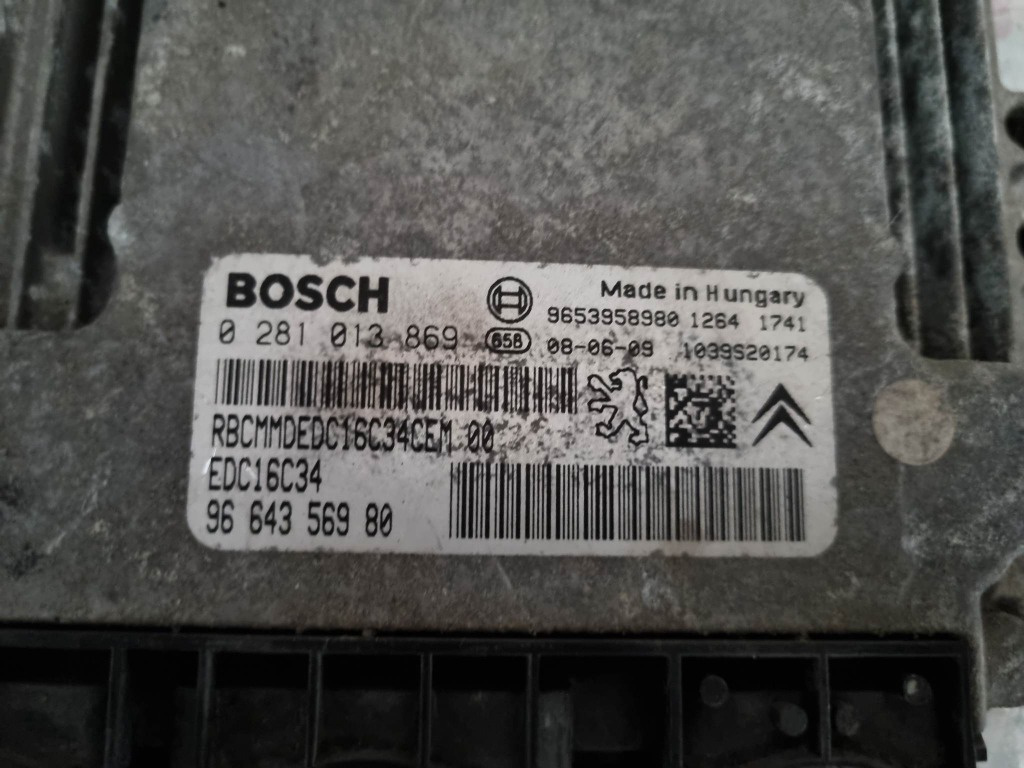 BOSCH
Made in Hungary
9653958980 1264 1741
0 281 013 869
65B
08-06-09 1039S20174
RBCMMDEDC16C34CEM 00
EDC16C34
96 643 569 80